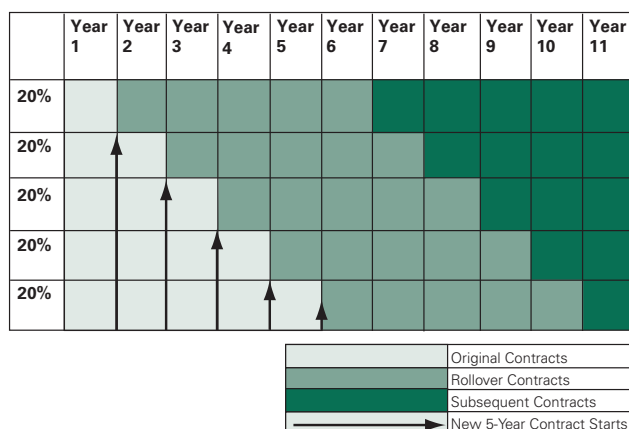 Year Year Year Year Year Year Year Year Year Year Year
1 2 3 4 5 6 7 8 9 10 11
20%
20%
20%
20%
20%
Original Contracts
Rollover Contracts
Subsequent Contracts
New 5-Year Contract Starts